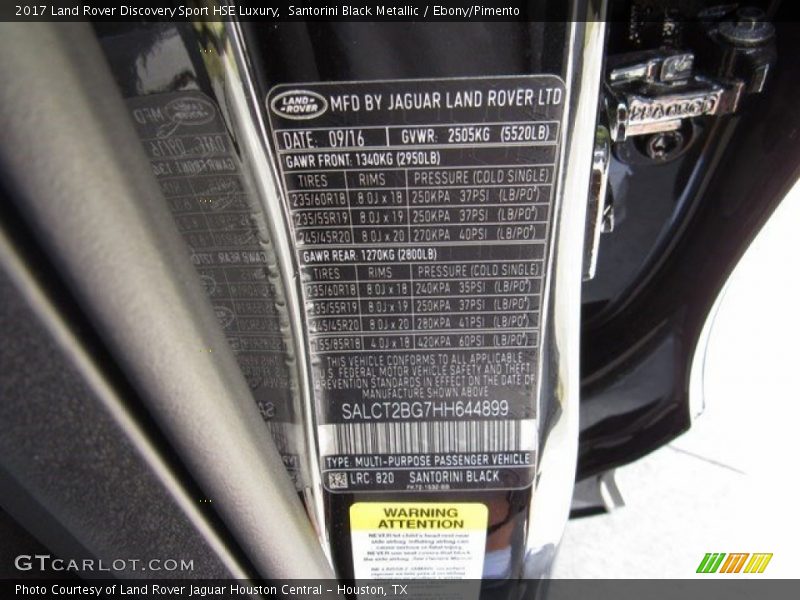 2017 Land Rover Discovery Sport HSE Luxury,  Santorini Black Metallic / Ebony/Pimento
LAND-ROVER MFD BY JAGUAR LAND ROVER LTD
DATE: 09/16 GVWR: 2505KG (5520LB)
GAWR FRONT: 1340KG (2950LB)
TIRES RIMS PRESSURE (COLD SINGLE)
235/60R18 8.0J x 18 250KPA 37PSI (LB/PO²)
235/55R19 8.0J x 19 250KPA 37PSI (LB/PO²)
245/45R20 8.0J x 20 270KPA 40PSI (LB/PO²)
GAWR REAR: 1270KG (2800LB)
TIRES RIMS PRESSURE (COLD SINGLE)
235/60R18 8.0J x 18 240KPA 35PSI (LB/PO²)
235/55R19 8.0J x 19 250KPA 37PSI (LB/PO²)
245/45R20 8.0J x 20 280KPA 41PSI (LB/PO²)
155/85R18 4.0J x 18 420KPA 60PSI (LB/PO²)
THIS VEHICLE CONFORMS TO ALL APPLICABLE
U.S. FEDERAL MOTOR VEHICLE SAFETY AND THEFT
PREVENTION STANDARDS IN EFFECT ON THE DATE OF
MANUFACTURE SHOWN ABOVE
SALCT2BG7HH644899
TYPE: MULTI-PURPOSE PASSENGER VEHICLE
LRC: 820 SANTORINI BLACK
WARNING
ATTENTION
NEVER
GTCARLOT.COM
Photo Courtesy of Land Rover Jaguar Houston Central – Houston, TX